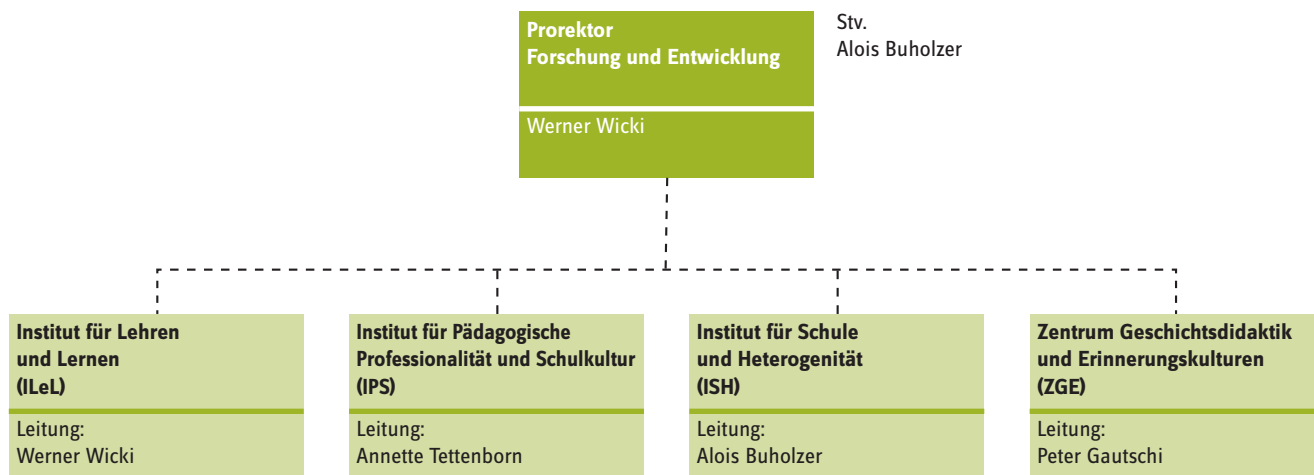 Prorektor
Forschung und Entwicklung
Werner Wicki
Stv.
Alois Buholzer
Institut für Lehren
und Lernen
(ILeL)
Leitung:
Werner Wicki
Institut für Pädagogische
Professionalität und Schulkultur
(IPS)
Leitung:
Annette Tettenborn
Institut für Schule
und Heterogenität
(ISH)
Leitung:
Alois Buholzer
Zentrum Geschichtsdidaktik
und Erinnerungskulturen
(ZGE)
Leitung:
Peter Gautschi